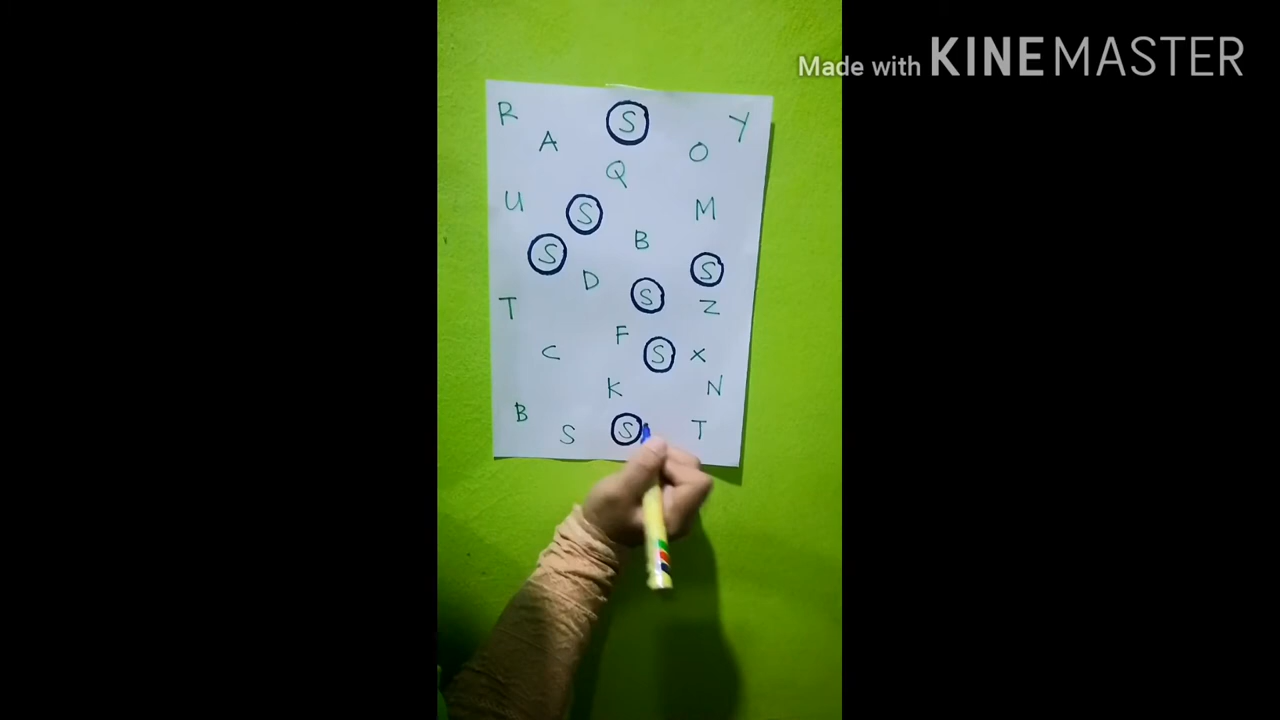 Made with KINEMASTER
R S Y
A O
Q
U S M
B
S S
D S
T Z
F
C S X
K N
B
S S T